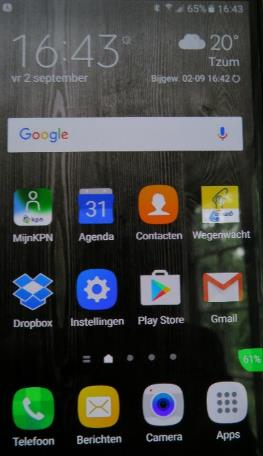 65% 16:43
16:43
20°
vr 2 september
Tzum
Bijgew. 02-09 16:42
Google
kpn
31
MijnKPN Agenda Contacten Wegenwacht
Dropbox Instellingen Play Store Gmail
61%
Telefoon Berichten Camera Apps